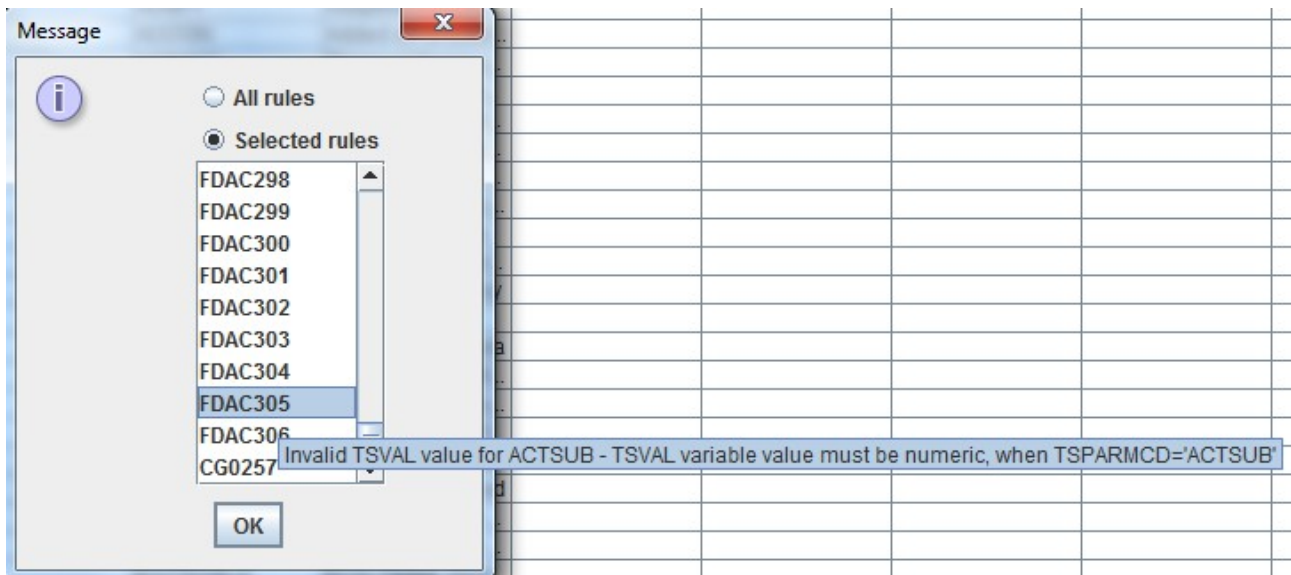 Message
All rules
Selected rules
FDAC298
FDAC299
FDAC300
FDAC301
FDAC302
FDAC303
FDAC304
FDAC305
FDAC306
Invalid TSVAL value for ACTSUB - TSVAL variable value must be numeric, when TSPARMCD='ACTSUB'
CG0257
OK